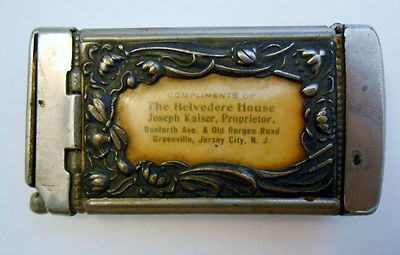 COMPLIMENTS OF
The Belvedere House
Joseph Kaiser, Proprietor,
Danforth Ave. & Old Bergen Road
Greenville, Jersey City, N. J.